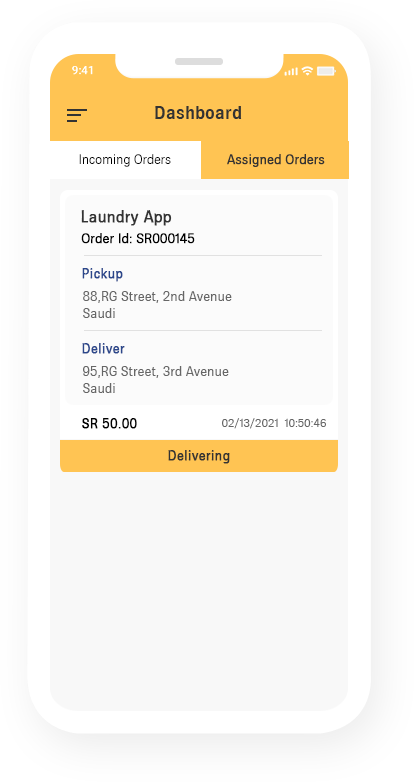 9:41
Dashboard
Incoming Orders Assigned Orders
Laundry App
Order Id: SR000145
Pickup
88,RG Street, 2nd Avenue
Saudi
Deliver
95,RG Street, 3rd Avenue
Saudi
SR 50.00 02/13/2021 10:50:46
Delivering